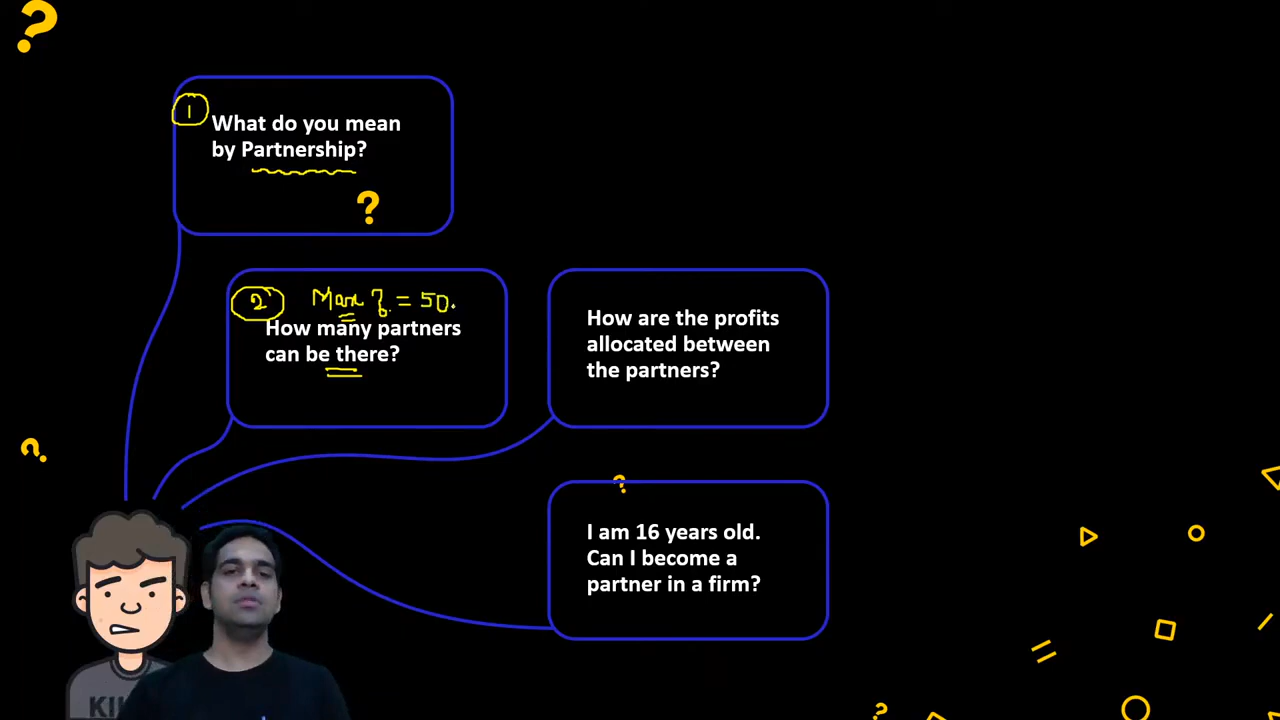 1
What do you mean
by Partnership?
2 Max = 50.
How many partners
can be there?
How are the profits
allocated between
the partners?
I am 16 years old.
Can I become a
partner in a firm?